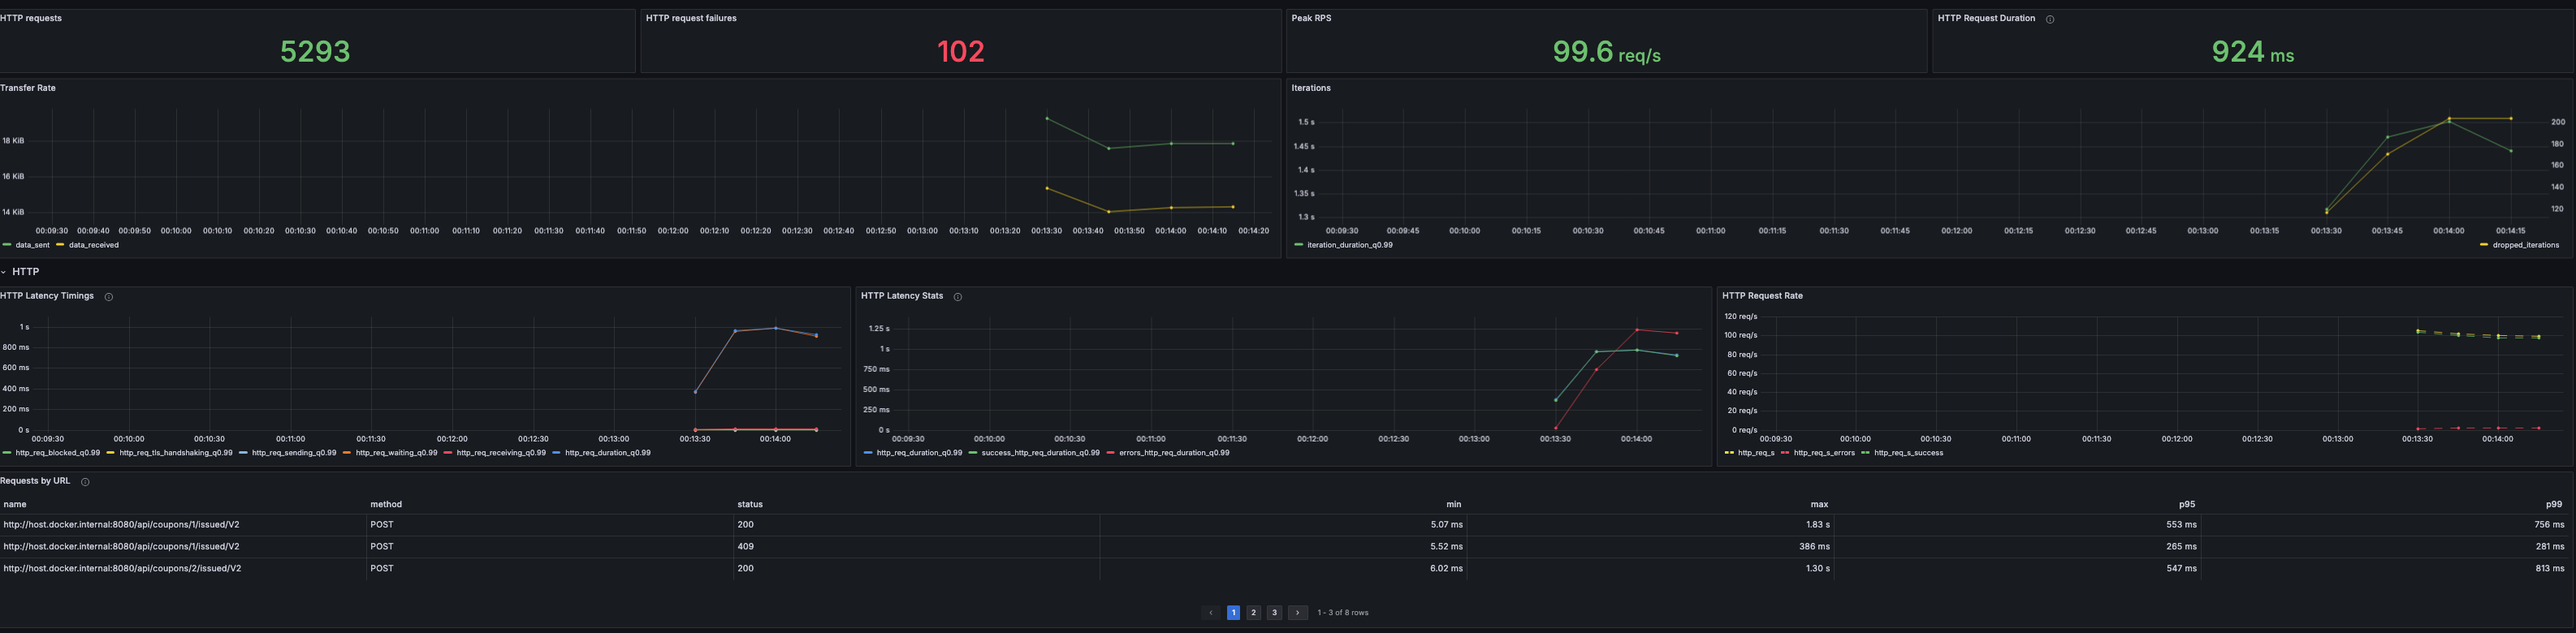 HTTP requests
HTTP request failures
Peak RPS
HTTP Request Duration
5293
102
99.6 req/s
924 ms
Transfer Rate
18 KiB
16 KiB
14 KiB
00:09:30 00:09:40 00:09:50 00:10:00 00:10:10 00:10:20 00:10:30 00:10:40 00:10:50 00:11:00 00:11:10 00:11:20 00:11:30 00:11:40 00:11:50 00:12:00 00:12:10 00:12:20 00:12:30 00:12:40 00:12:50 00:13:00 00:13:10 00:13:20 00:13:30 00:13:40 00:13:50 00:14:00 00:14:10 00:14:20
data_sent data_received
Iterations
1.5 s
1.45 s
1.4 s
1.35 s
1.3 s
200
180
160
140
120
00:09:30 00:09:45 00:10:00 00:10:15 00:10:30 00:10:45 00:11:00 00:11:15 00:11:30 00:11:45 00:12:00 00:12:15 00:12:30 00:12:45 00:13:00 00:13:15 00:13:30 00:13:45 00:14:00 00:14:15
iteration_duration_q0.99
dropped_iterations
HTTP
HTTP Latency Timings
1 s
800 ms
600 ms
400 ms
200 ms
0 s
00:09:30 00:10:00 00:10:30 00:11:00 00:11:30 00:12:00 00:12:30 00:13:00 00:13:30 00:14:00
http_req_blocked_q0.99 http_req_tls_handshaking_q0.99 http_req_sending_q0.99 http_req_waiting_q0.99 http_req_receiving_q0.99 http_req_duration_q0.99
HTTP Latency Stats
1.25 s
1 s
750 ms
500 ms
250 ms
0 s
00:09:30 00:10:00 00:10:30 00:11:00 00:11:30 00:12:00 00:12:30 00:13:00 00:13:30 00:14:00
http_req_duration_q0.99 success_http_req_duration_q0.99 errors_http_req_duration_q0.99
HTTP Request Rate
120 req/s
100 req/s
80 req/s
60 req/s
40 req/s
20 req/s
0 req/s
00:09:30 00:10:00 00:10:30 00:11:00 00:11:30 00:12:00 00:12:30 00:13:00 00:13:30 00:14:00
http_req_s http_req_s_errors http_req_s_success
Requests by URL
name method status min max p95 p99
http://host.docker.internal:8080/api/coupons/1/issued/V2 POST 200 5.07 ms 1.83 s 553 ms 756 ms
http://host.docker.internal:8080/api/coupons/1/issued/V2 POST 409 5.52 ms 386 ms 265 ms 281 ms
http://host.docker.internal:8080/api/coupons/2/issued/V2 POST 200 6.02 ms 1.30 s 547 ms 813 ms
1 2 3 1 - 3 of 8 rows